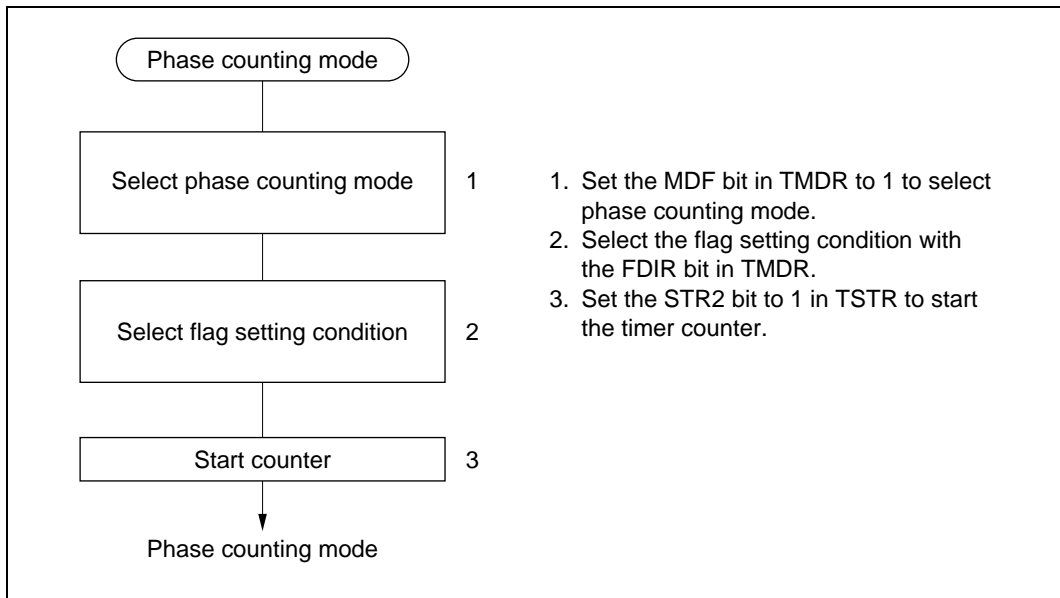 Phase counting mode
Select phase counting mode 1
Select flag setting condition 2
Start counter 3
Phase counting mode
1. Set the MDF bit in TMDR to 1 to select
phase counting mode.
2. Select the flag setting condition with
the FDIR bit in TMDR.
3. Set the STR2 bit to 1 in TSTR to start
the timer counter.